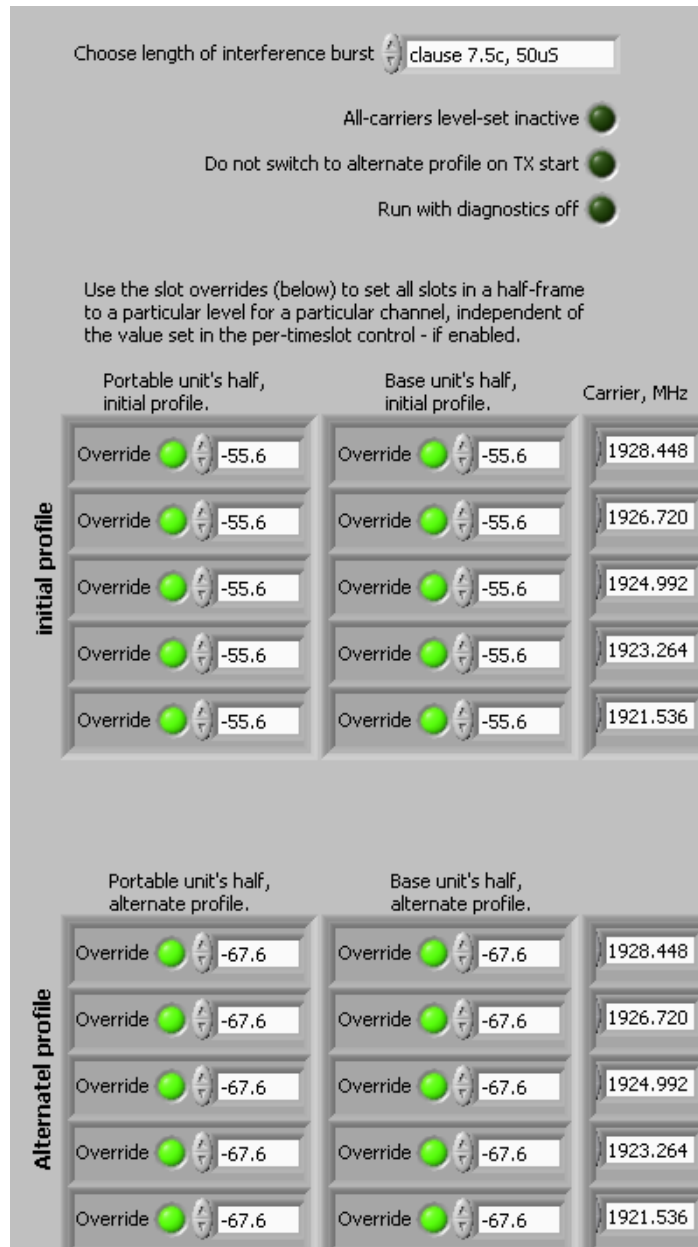 Choose length of interference burst clause 7.5c, 50uS
All-carriers level-set inactive
Do not switch to alternate profile on TX start
Run with diagnostics off
Use the slot overrides (below) to set all slots in a half-frame
to a particular level for a particular channel, independent of
the value set in the per-timeslot control - if enabled.
Portable unit's half,
initial profile.
Base unit's half,
initial profile.
Carrier, MHz
initial profile
Override -55.6 Override -55.6 1928.448
Override -55.6 Override -55.6 1926.720
Override -55.6 Override -55.6 1924.992
Override -55.6 Override -55.6 1923.264
Override -55.6 Override -55.6 1921.536
Portable unit's half,
alternate profile.
Base unit's half,
alternate profile.
Alternatel profile
Override -67.6 Override -67.6 1928.448
Override -67.6 Override -67.6 1926.720
Override -67.6 Override -67.6 1924.992
Override -67.6 Override -67.6 1923.264
Override -67.6 Override -67.6 1921.536